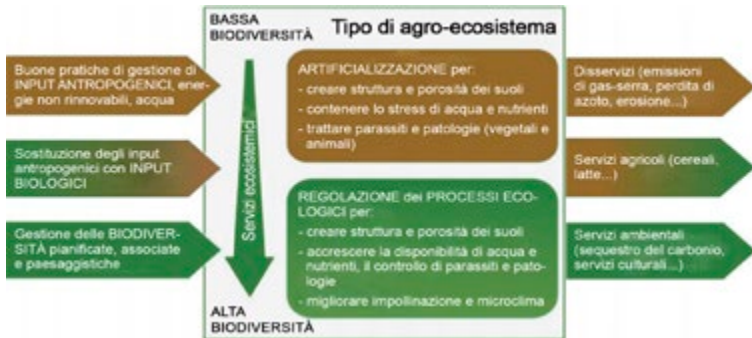 BASSA
BIODIVERSITÀ
Tipo di agro-ecosistema
Buone pratiche di gestione di
INPUT ANTROPOGENICI, ener-
gie non rinnovabili, acqua
Sostituzione degli input
antropogenici con INPUT
BIOLOGICI
Gestione delle BIODIVER-
SITÀ pianificate, associate
e paesaggistiche
Servizi ecosistemici
ARTIFICIALIZZAZIONE per:
- creare struttura e porosità dei suoli
- contenere lo stress di acqua e nutrienti
- trattare parassiti e patologie (vegetali e
animali)
REGOLAZIONE dei PROCESSI ECO-
LOGICI per:
- creare struttura e porosità dei suoli
- accrescere la disponibilità di acqua e
nutrienti, il controllo di parassiti e pato-
logie
- migliorare impollinazione e microclima
ALTA
BIODIVERSITÀ
Disservizi (emissioni
di gas-serra, perdita di
azoto, erosione...)
Servizi agricoli (cereali,
latte...)
Servizi ambientali
(sequestro del carbonio,
servizi culturali...)